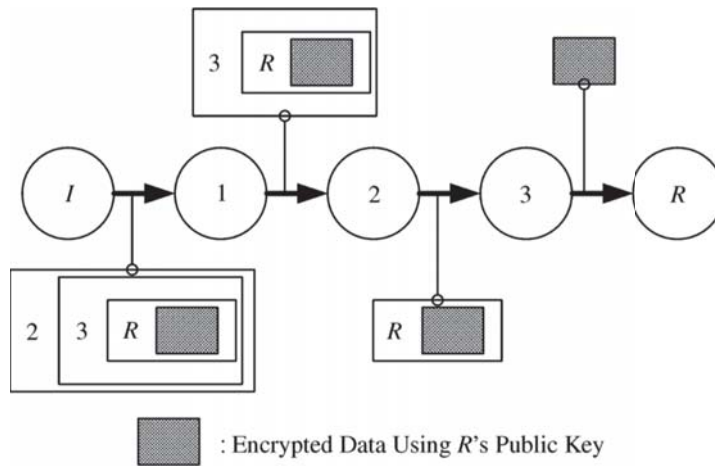 3 R
I 1 2 3 R
2 3 R
R
: Encrypted Data Using R's Public Key